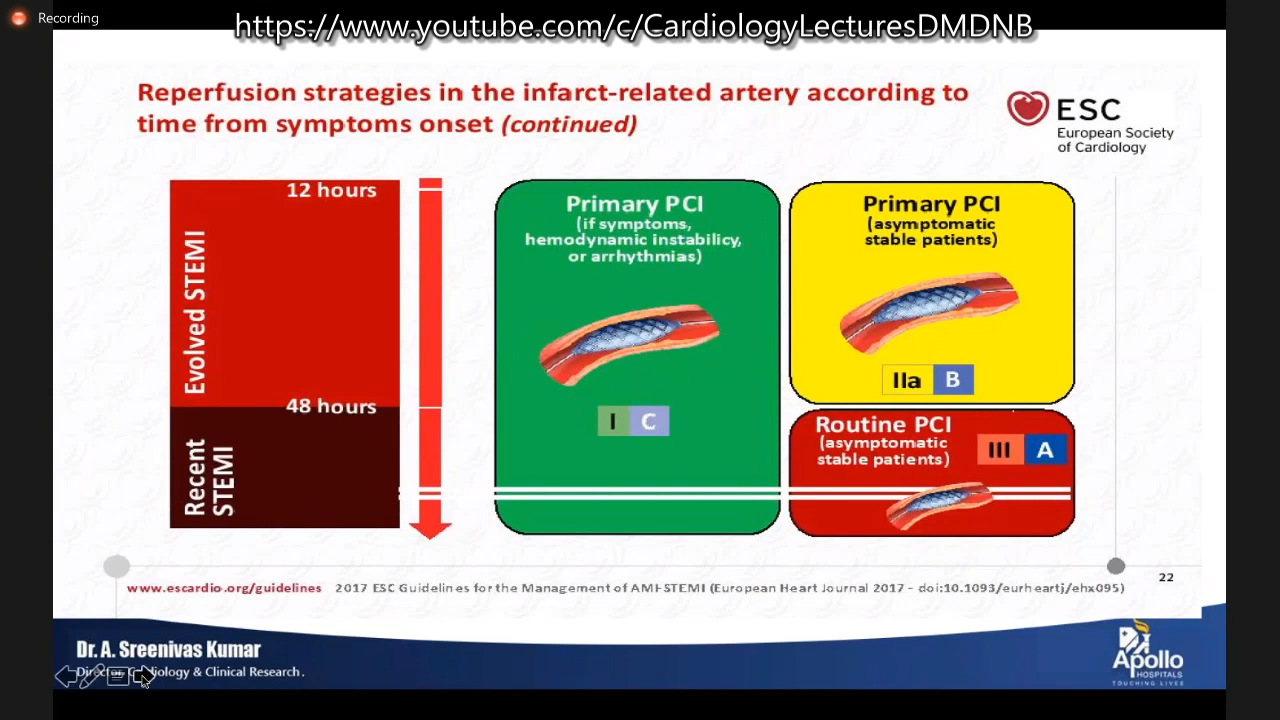 Recording
https://www.youtube.com/c/CardiologyLecturesDMDNB
Reperfusion strategies in the infarct-related artery according to
time from symptoms onset (continued)
ESC
European Society
of Cardiology
12 hours
Evolved STEMI
48 hours
Recent
STEMI
Primary PCI
(if symptoms,
hemodynamic instability,
or arrhythmias)
I C
Primary PCI
(asymptomatic
stable patients)
IIa B
Routine PCI
(asymptomatic
stable patients)
III A
22
www.escardio.org/guidelines 2017 ESC Guidelines for the Management of AMI-STEMI (European Heart Journal 2017 - doi:10.1093/eurheartj/ehx095)
Dr. A. Sreenivas Kumar
Director, Cardiology & Clinical Research.
Apollo
HOSPITALS
TOUCHING LIVES